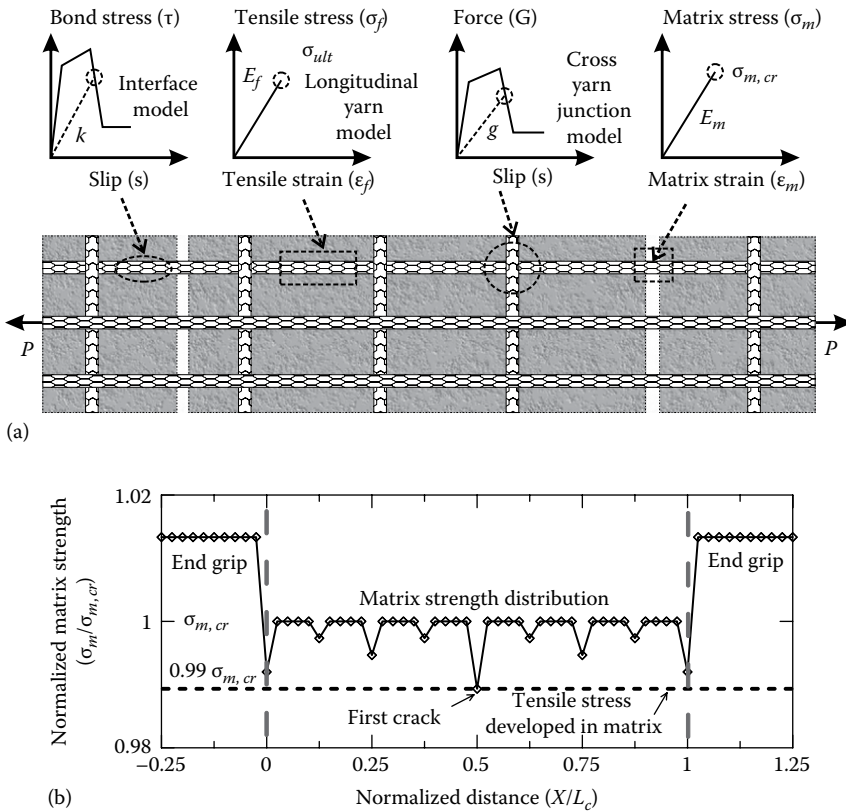 Bond stress (τ)
Tensile stress (σf)
Force (G)
Matrix stress (σm)
Interface
model
k
Slip (s)
Ef
σult
Longitudinal
yarn
model
Tensile strain (εf)
Cross
yarn
junction
model
g
Slip (s)
σm,cr
Em
Matrix strain (εm)
P
P
(a)
Normalized matrix strength
(σm/σm,cr)
1.02
1
0.98
End grip
End grip
Matrix strength distribution
σm,cr
0.99 σm,cr
First crack
Tensile stress
developed in matrix
−0.25
0
0.25
0.5
0.75
1
1.25
Normalized distance (X/Lc)
(b)